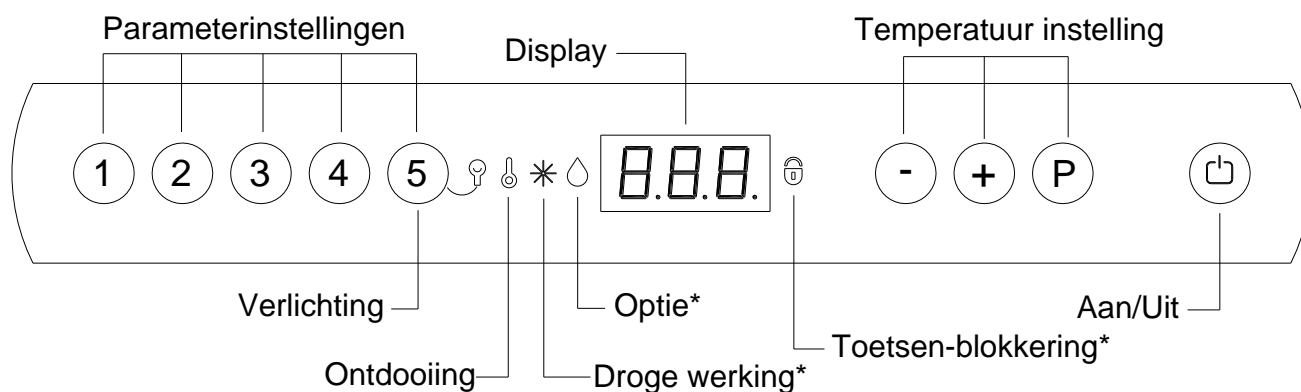 Parameterinstellingen
Display
Temperatuur instelling
1 2 3 4 5 8.8.8. - + P
Verlichting
Optie*
Aan/Uit
Toetsen-blokkering*
Ontdooiing
Droge werking*